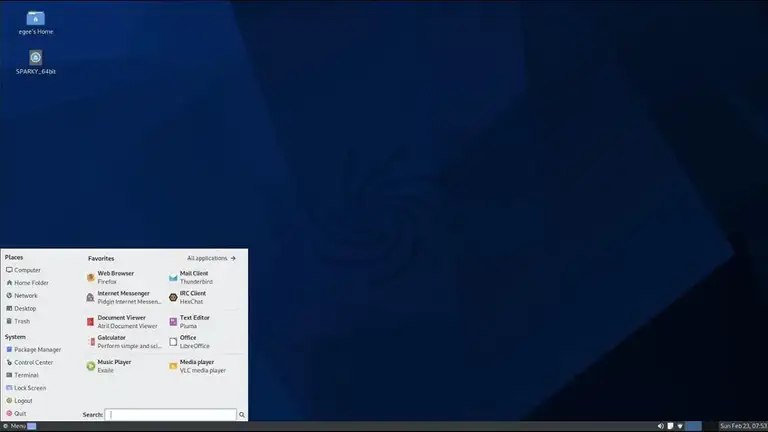 egee's Home
SPARKY_64bit
Places
Computer
Home Folder
Network
Desktop
Trash
System
Package Manager
Control Center
Terminal
Lock Screen
Logout
Quit
Favorites
All applications
Web Browser
Firefox
Mail Client
Thunderbird
Internet Messenger
Pidgin Internet Messen...
IRC Client
HexChat
Document Viewer
Atril Document Viewer
Text Editor
Pluma
Galculator
Perform simple and sci...
Office
LibreOffice
Music Player
Exaile
Media player
VLC media player
Search:
Menu
Sun Feb 23, 07:53